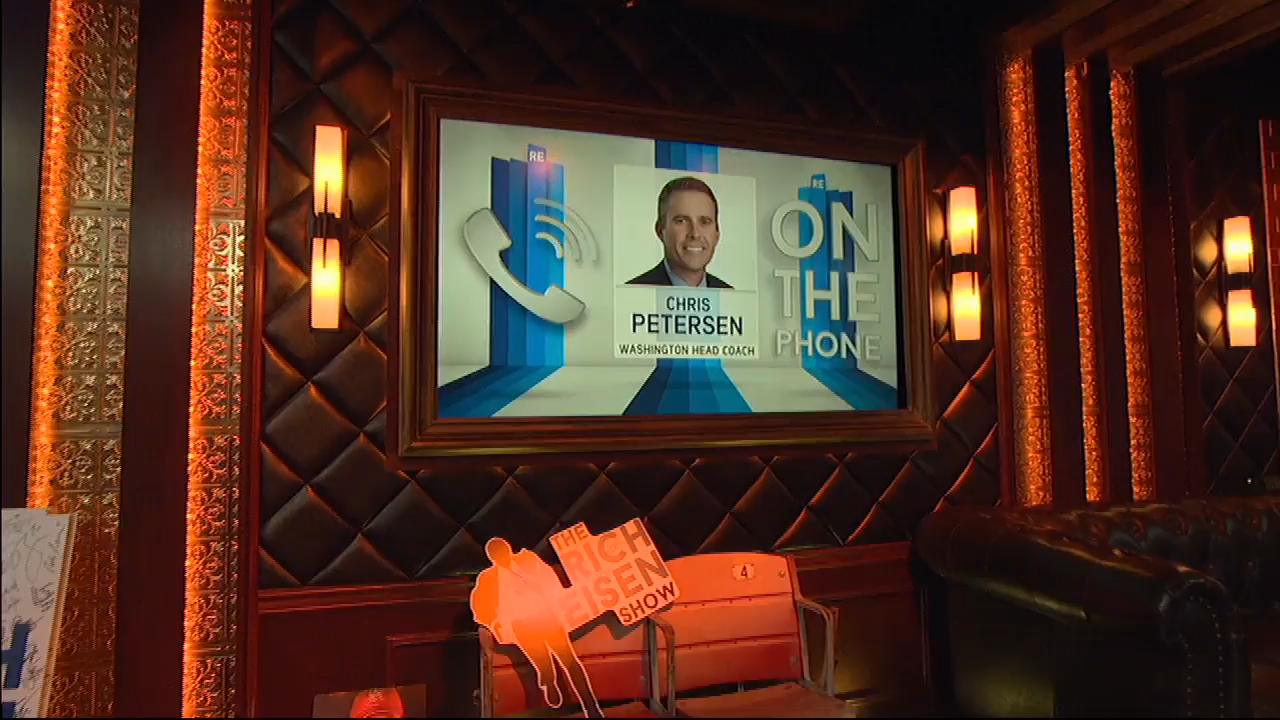 RE
RE
ON
THE
PHONE
CHRIS
PETERSEN
WASHINGTON HEAD COACH
THE
RICH
EISEN
SHOW
4
H